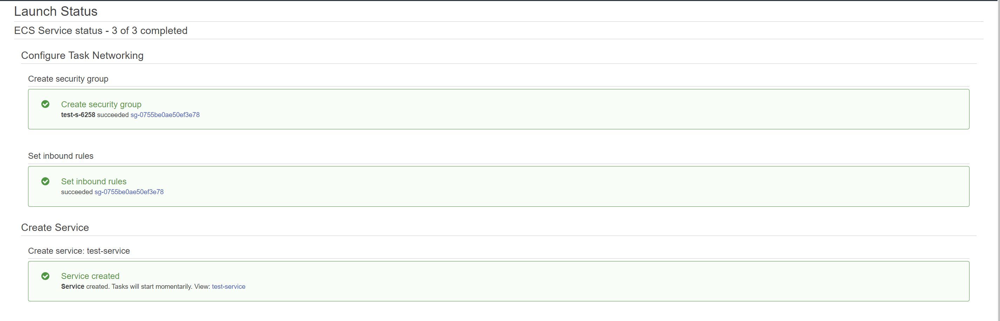 Launch Status
ECS Service status - 3 of 3 completed
Configure Task Networking
Create security group
Create security group
test-s-6258 succeeded sg-0755be0ae50ef3e78
Set inbound rules
Set inbound rules
succeeded sg-0755be0ae50ef3e78
Create Service
Create service: test-service
Service created
Service created. Tasks will start momentarily. View: test-service